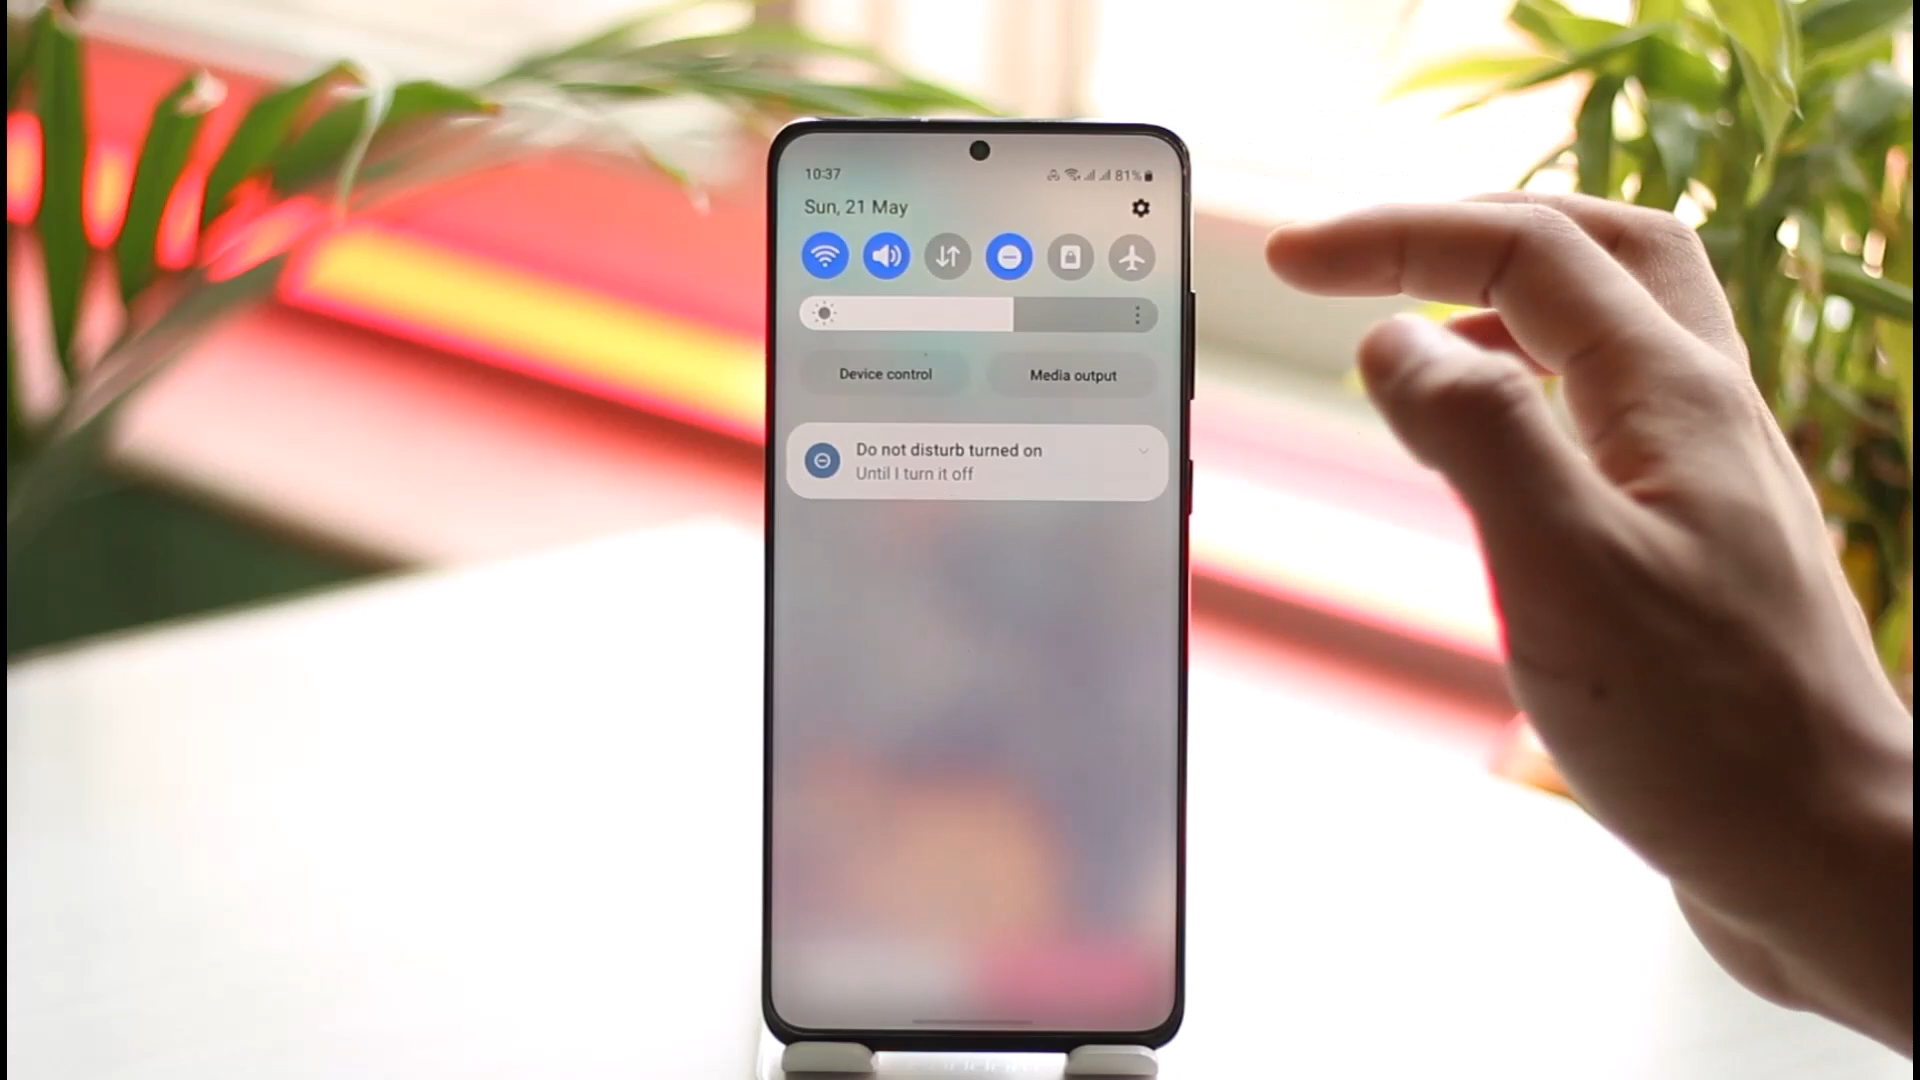 10:37 81%
Sun, 21 May
Device control Media output
Do not disturb turned on
Until I turn it off